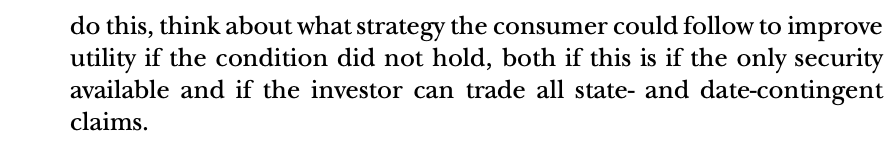 do this, think about what strategy the consumer could follow to improve
utility if the condition did not hold, both if this is if the only security
available and if the investor can trade all state- and date-contingent
claims.